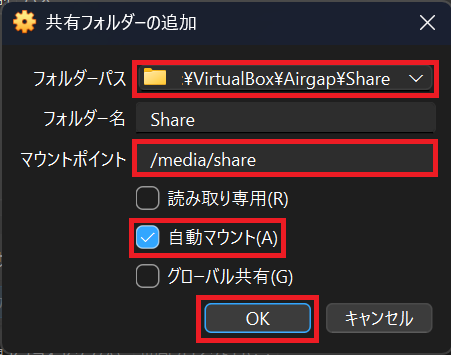 共有フォルダーの追加
フォルダーパス
¥VirtualBox¥Airgap¥Share
フォルダー名
Share
マウントポイント
/media/share
読み取り専用(R)
自動マウント(A)
グローバル共有(G)
OK
キャンセル